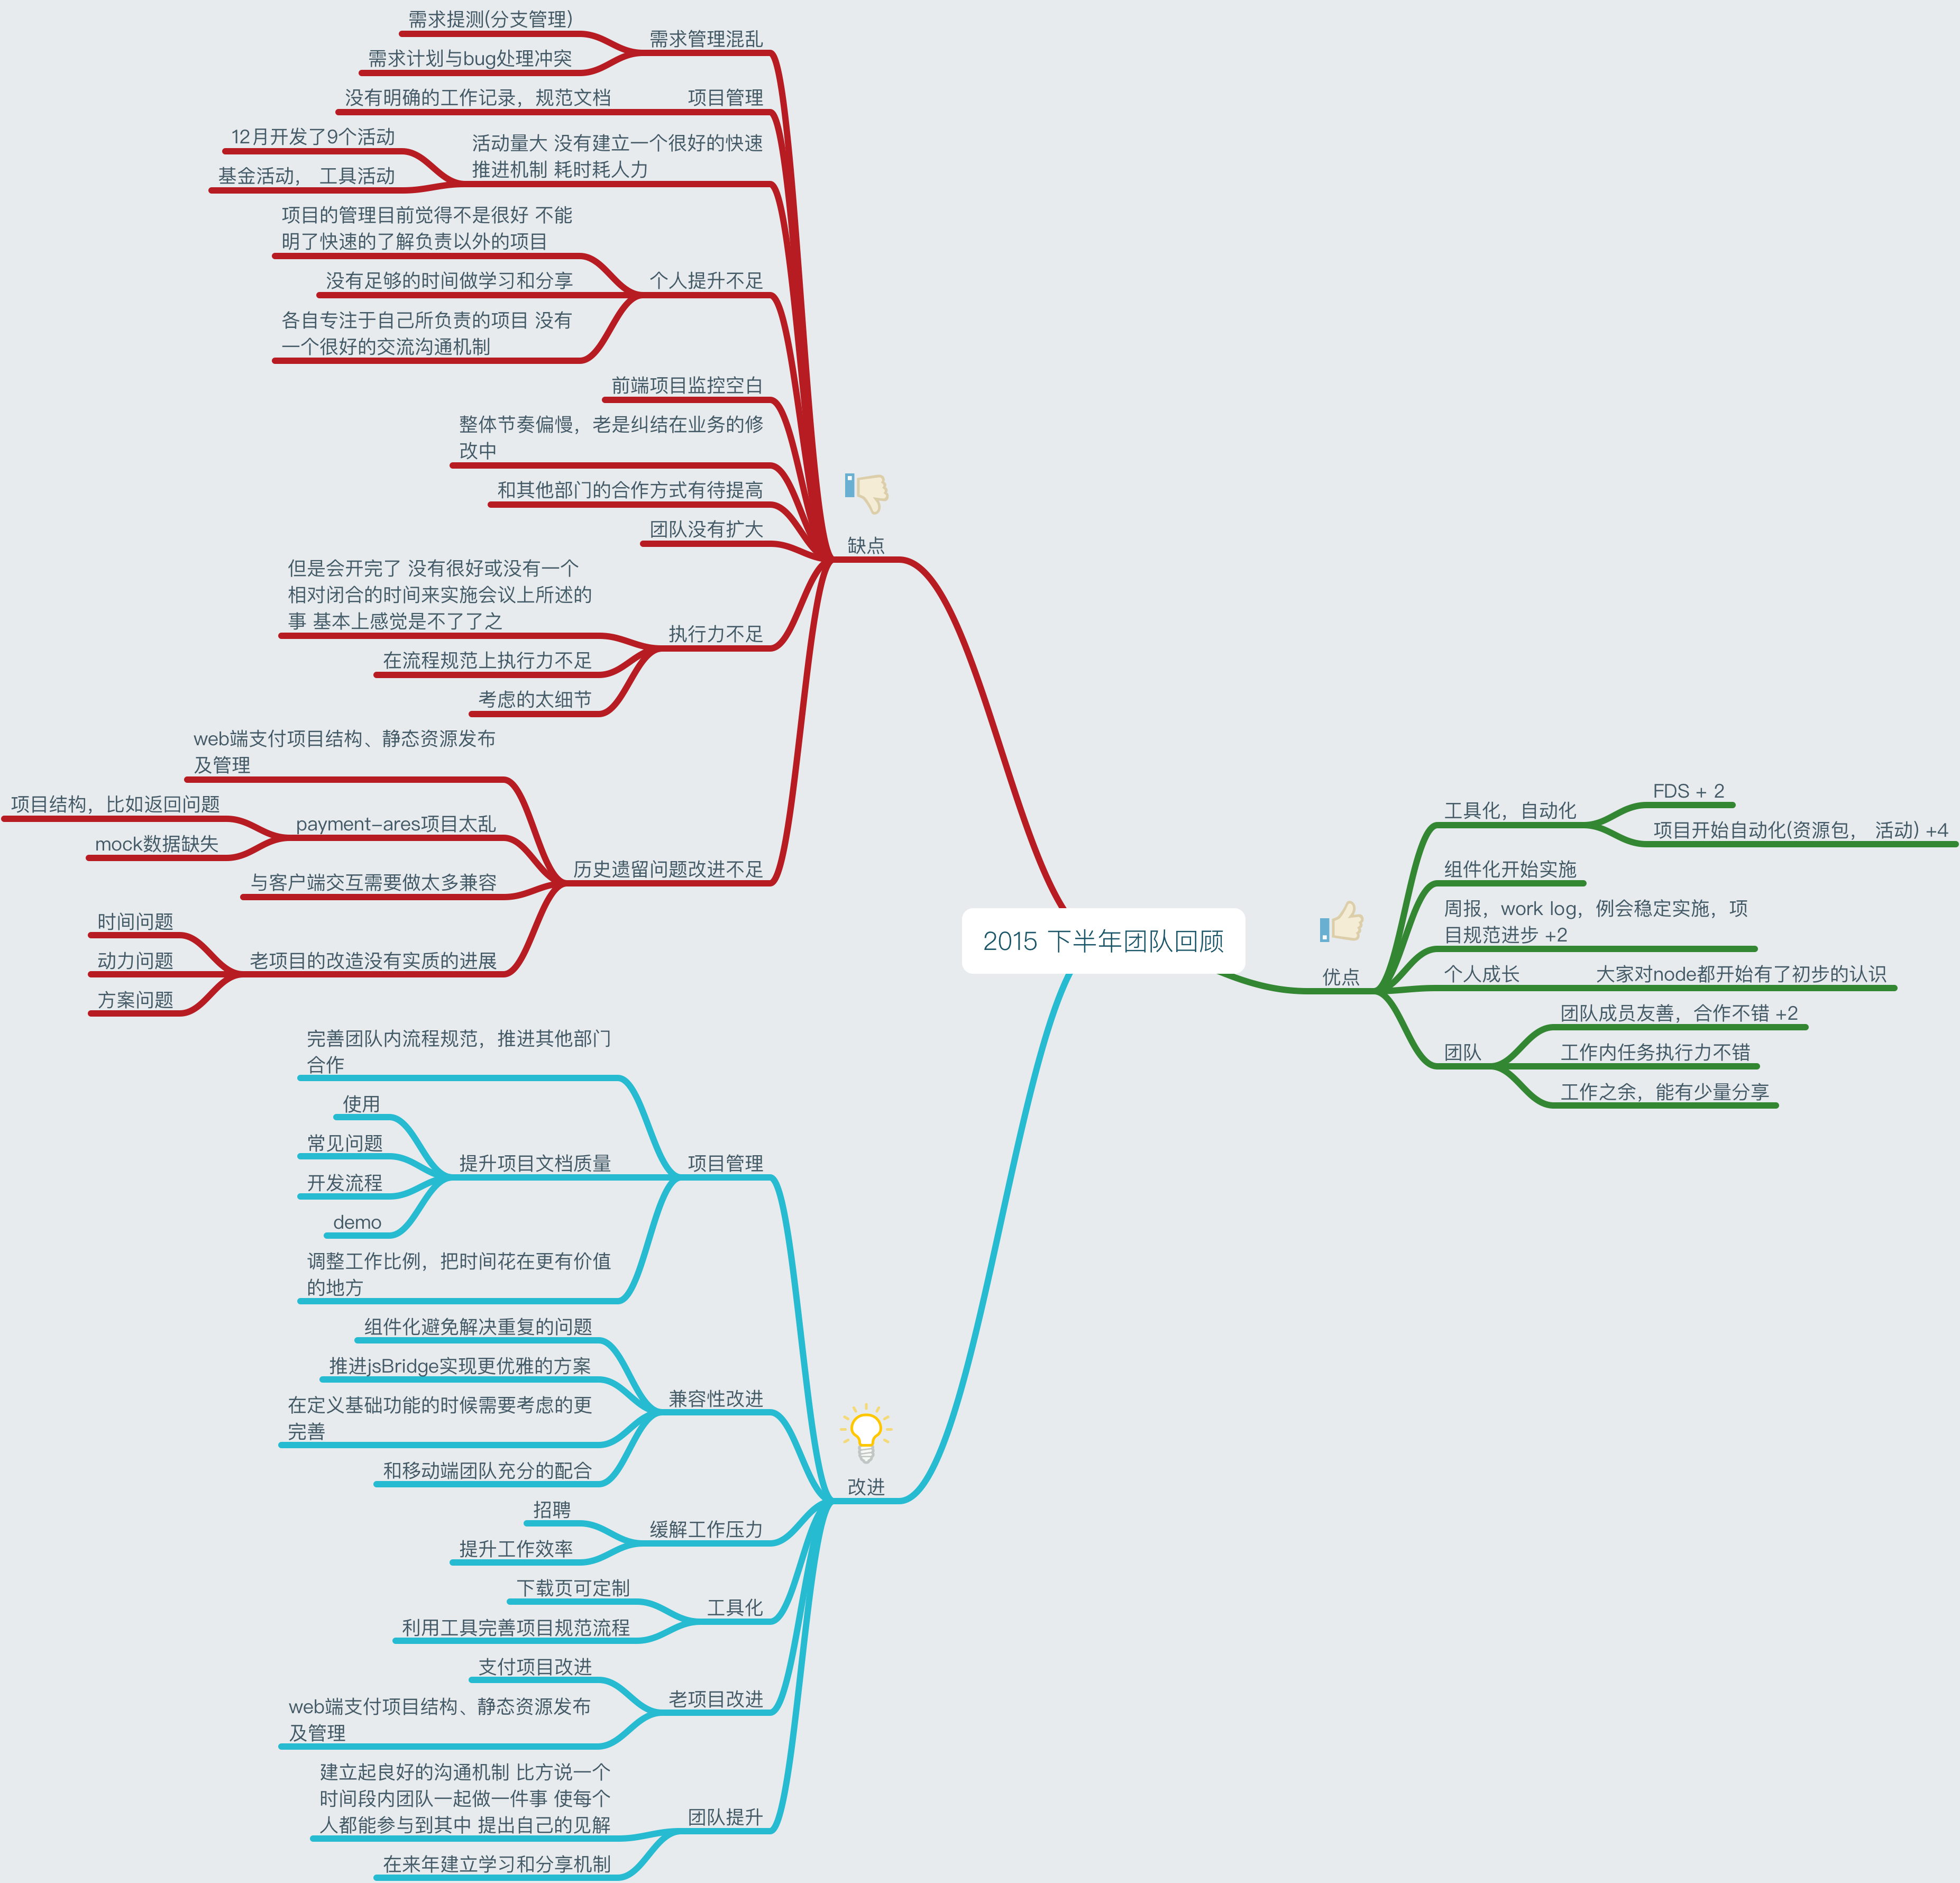 2015 下半年团队回顾
缺点
需求管理混乱
需求提测(分支管理)
需求计划与bug处理冲突
项目管理
没有明确的工作记录，规范文档
活动量大 没有建立一个很好的快速
推进机制 耗时耗人力
12月开发了9个活动
基金活动， 工具活动
个人提升不足
项目的管理目前觉得不是很好 不能
明了快速的了解负责以外的项目
没有足够的时间做学习和分享
各自专注于自己所负责的项目 没有
一个很好的交流沟通机制
前端项目监控空白
整体节奏偏慢，老是纠结在业务的修
改中
和其他部门的合作方式有待提高
团队没有扩大
执行力不足
但是会开完了 没有很好或没有一个
相对闭合的时间来实施会议上所述的
事 基本上感觉是不了了之
在流程规范上执行力不足
考虑的太细节
历史遗留问题改进不足
web端支付项目结构、静态资源发布
及管理
payment-ares项目太乱
项目结构，比如返回问题
mock数据缺失
与客户端交互需要做太多兼容
老项目的改造没有实质的进展
时间问题
动力问题
方案问题
优点
工具化，自动化
FDS + 2
项目开始自动化(资源包， 活动) +4
组件化开始实施
周报，work log，例会稳定实施，项
目规范进步 +2
个人成长
大家对node都开始有了初步的认识
团队
团队成员友善，合作不错 +2
工作内任务执行力不错
工作之余，能有少量分享
改进
项目管理
完善团队内流程规范，推进其他部门
合作
提升项目文档质量
使用
常见问题
开发流程
demo
调整工作比例，把时间花在更有价值
的地方
兼容性改进
组件化避免解决重复的问题
推进jsBridge实现更优雅的方案
在定义基础功能的时候需要考虑的更
完善
和移动端团队充分的配合
缓解工作压力
招聘
提升工作效率
工具化
下载页可定制
利用工具完善项目规范流程
老项目改进
支付项目改进
web端支付项目结构、静态资源发布
及管理
团队提升
建立起良好的沟通机制 比方说一个
时间段内团队一起做一件事 使每个
人都能参与到其中 提出自己的见解
在来年建立学习和分享机制